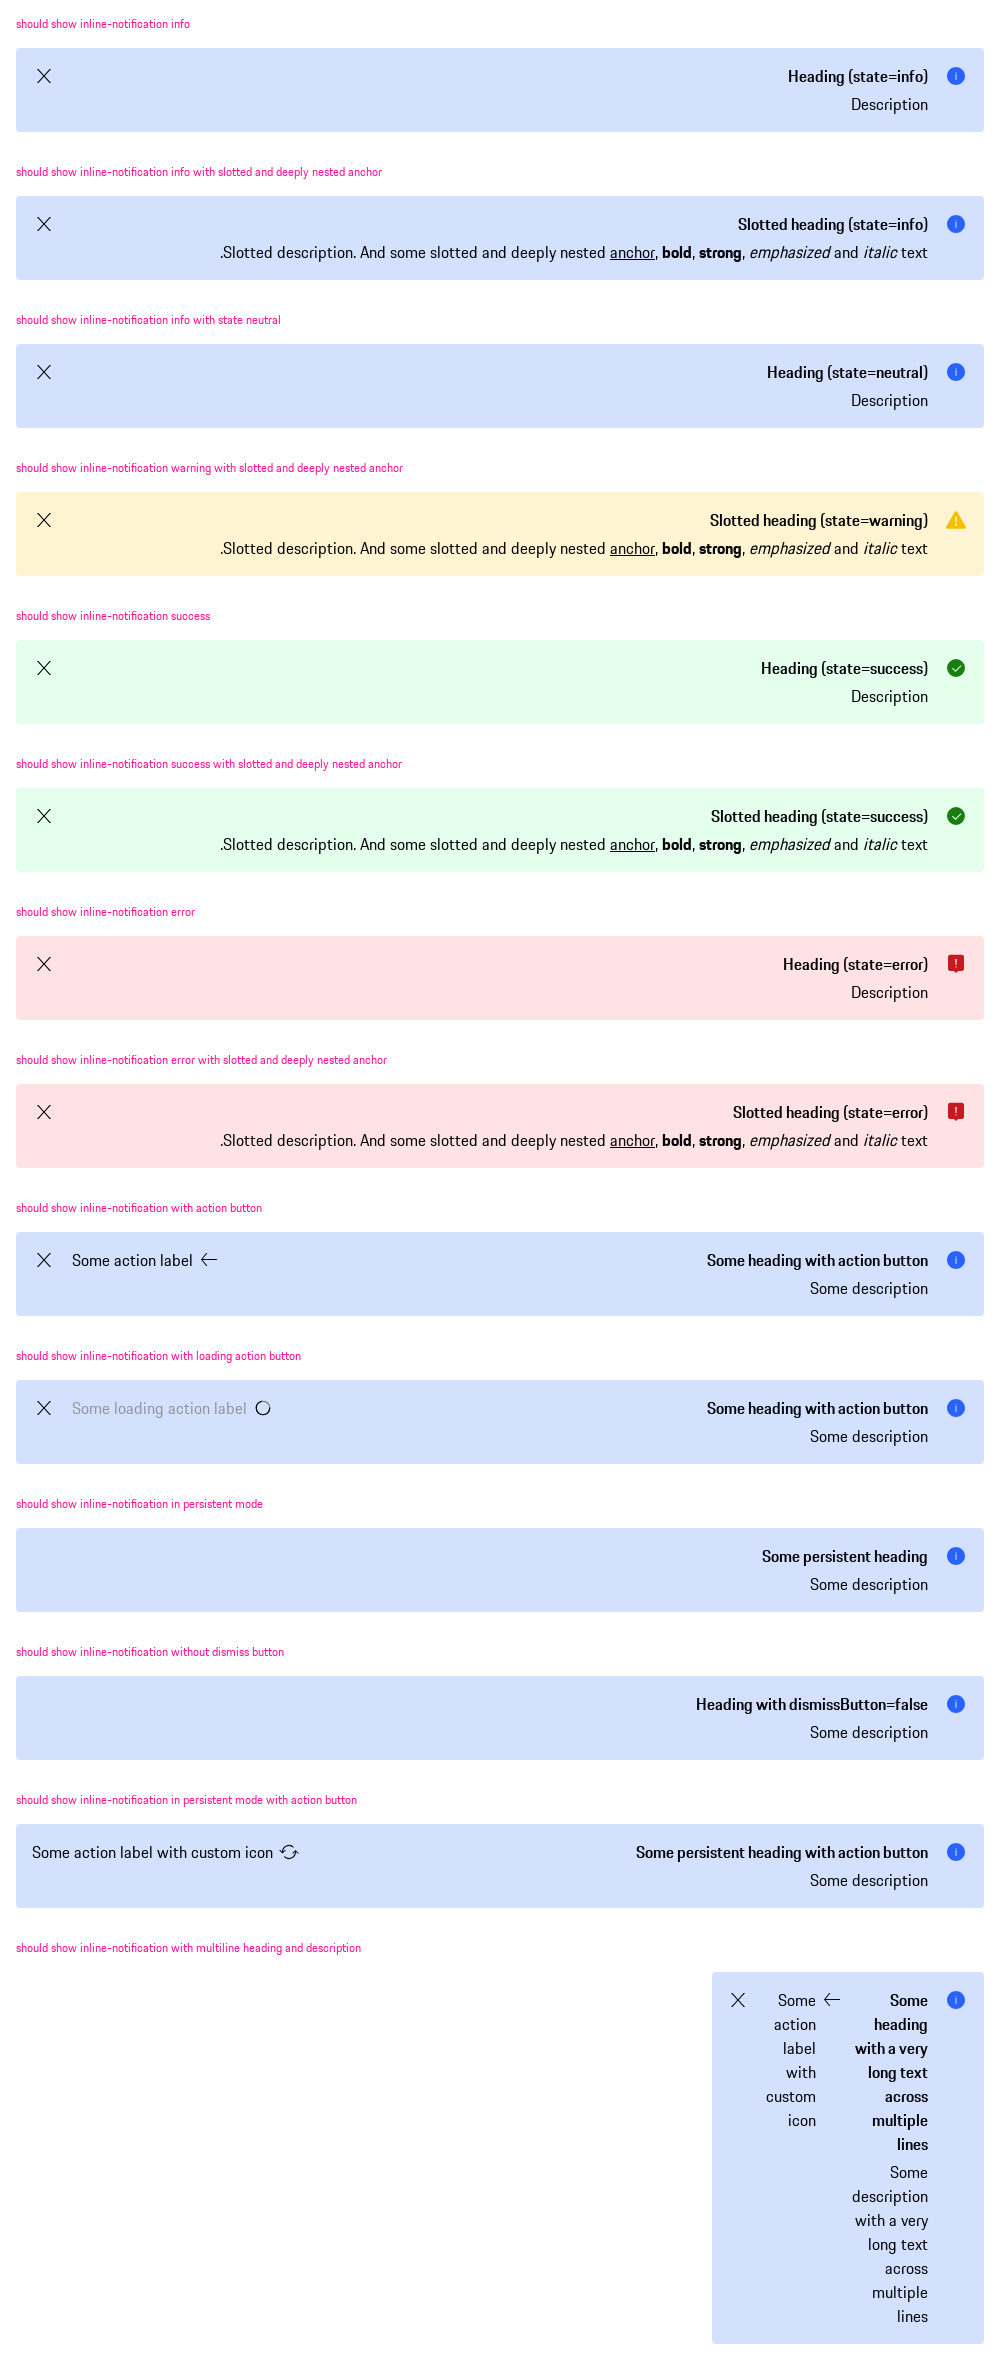 should show inline-notification info
Heading (state=info)
Description
should show inline-notification info with slotted and deeply nested anchor
Slotted heading (state=info)
.Slotted description. And some slotted and deeply nested anchor, bold, strong, emphasized and italic text
should show inline-notification info with state neutral
Heading (state=neutral)
Description
should show inline-notification warning with slotted and deeply nested anchor
Slotted heading (state=warning)
.Slotted description. And some slotted and deeply nested anchor, bold, strong, emphasized and italic text
should show inline-notification success
Heading (state=success)
Description
should show inline-notification success with slotted and deeply nested anchor
Slotted heading (state=success)
.Slotted description. And some slotted and deeply nested anchor, bold, strong, emphasized and italic text
should show inline-notification error
Heading (state=error)
Description
should show inline-notification error with slotted and deeply nested anchor
Slotted heading (state=error)
.Slotted description. And some slotted and deeply nested anchor, bold, strong, emphasized and italic text
should show inline-notification with action button
Some action label
Some heading with action button
Some description
should show inline-notification with loading action button
Some loading action label
Some heading with action button
Some description
should show inline-notification in persistent mode
Some persistent heading
Some description
should show inline-notification without dismiss button
Heading with dismissButton=false
Some description
should show inline-notification in persistent mode with action button
Some action label with custom icon
Some persistent heading with action button
Some description
should show inline-notification with multiline heading and description
Some
action
label
with
custom
icon
Some
heading
with a very
long text
across
multiple
lines
Some
description
with a very
long text
across
multiple
lines